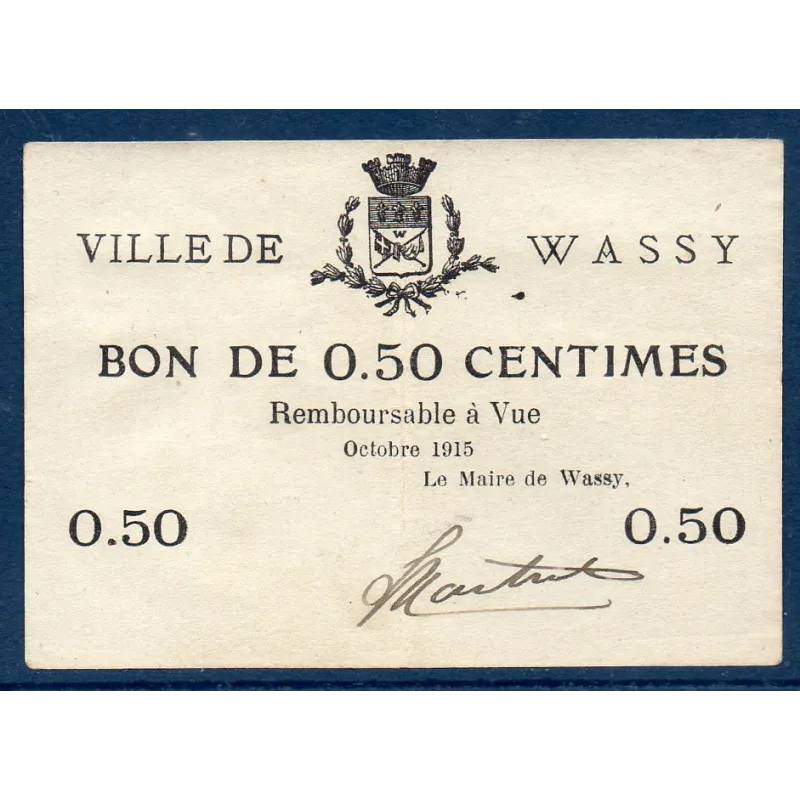 VILLE DE WASSY
W
BON DE 0.50 CENTIMES
Remboursable à Vue
Octobre 1915
Le Maire de Wassy,
0.50 0.50